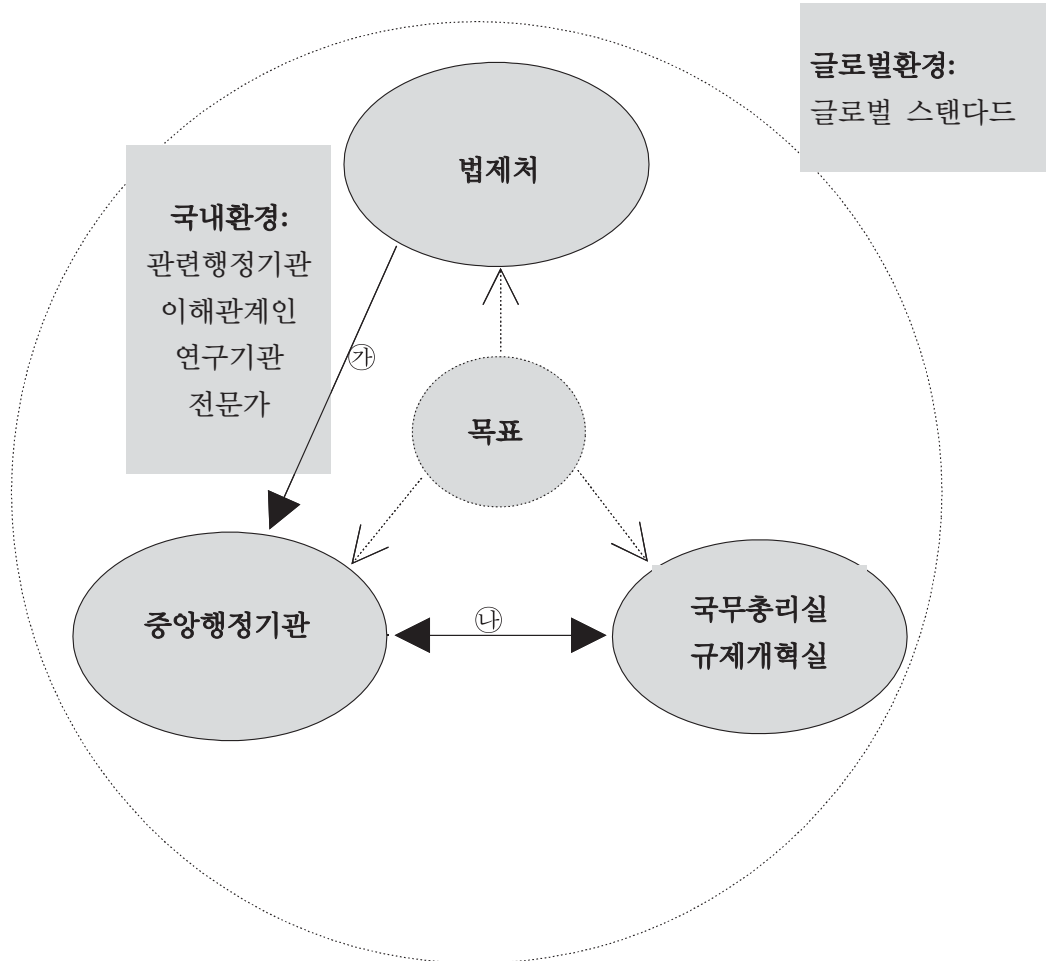 글로벌환경:
글로벌 스탠다드
법제처
국내환경:
관련행정기관
이해관계인
연구기관
전문가
㉮
목표
중앙행정기관
㉯
국무총리실
규제개혁실